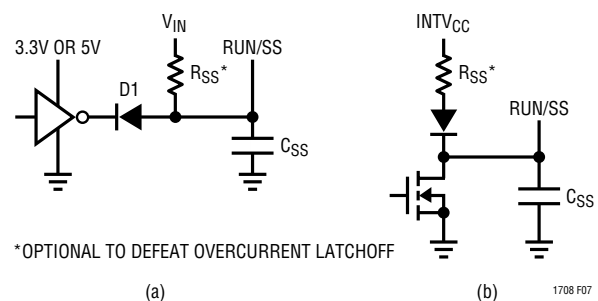 V_IN
INTV_CC
3.3V OR 5V
RUN/SS
R_SS*
R_SS*
D1
RUN/SS
C_SS
C_SS
*OPTIONAL TO DEFEAT OVERCURRENT LATCHOFF
(a)
(b)
1708 F07